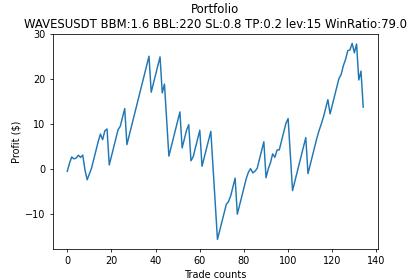 Portfolio
WAVESUSDT BBM:1.6 BBL:220 SL:0.8 TP:0.2 lev:15 WinRatio:79.0
Profit ($)
30
20
10
0
−10
0 20 40 60 80 100 120 140
Trade counts